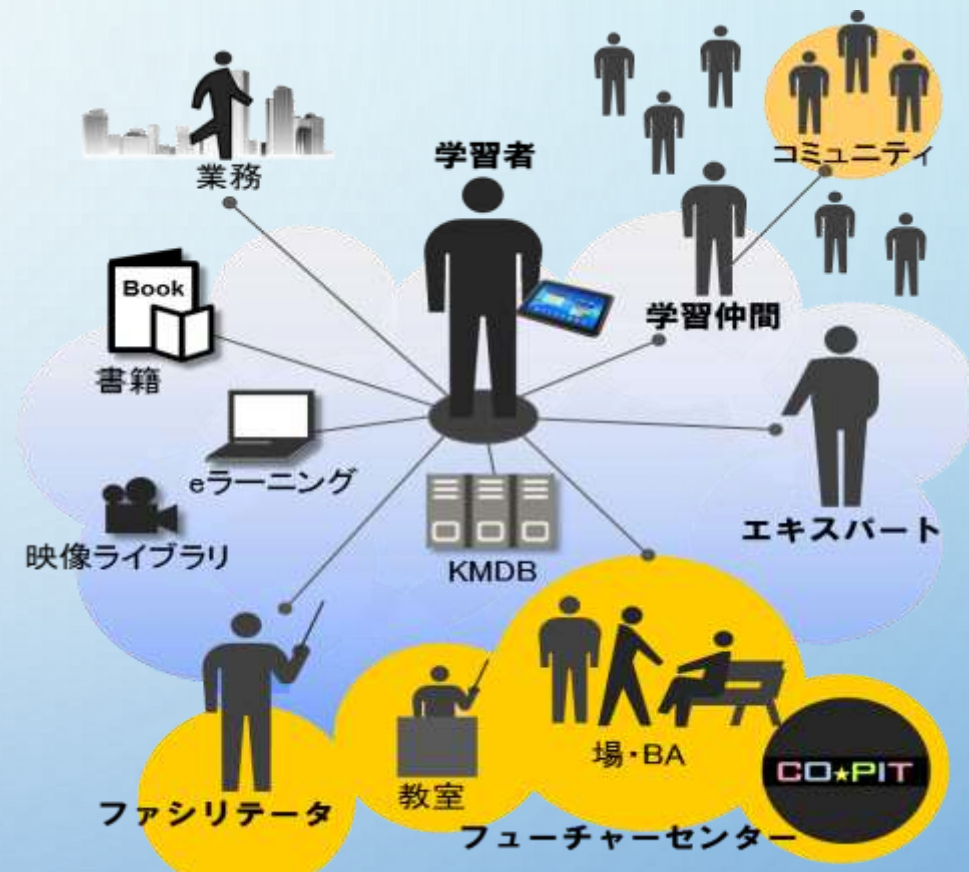 業務
学習者
コミュニティ
Book
書籍
学習仲間
eラーニング
映像ライブラリ
KMDB
エキスパート
場・BA
CO★PIT
教室
ファシリテータ
フューチャーセンター